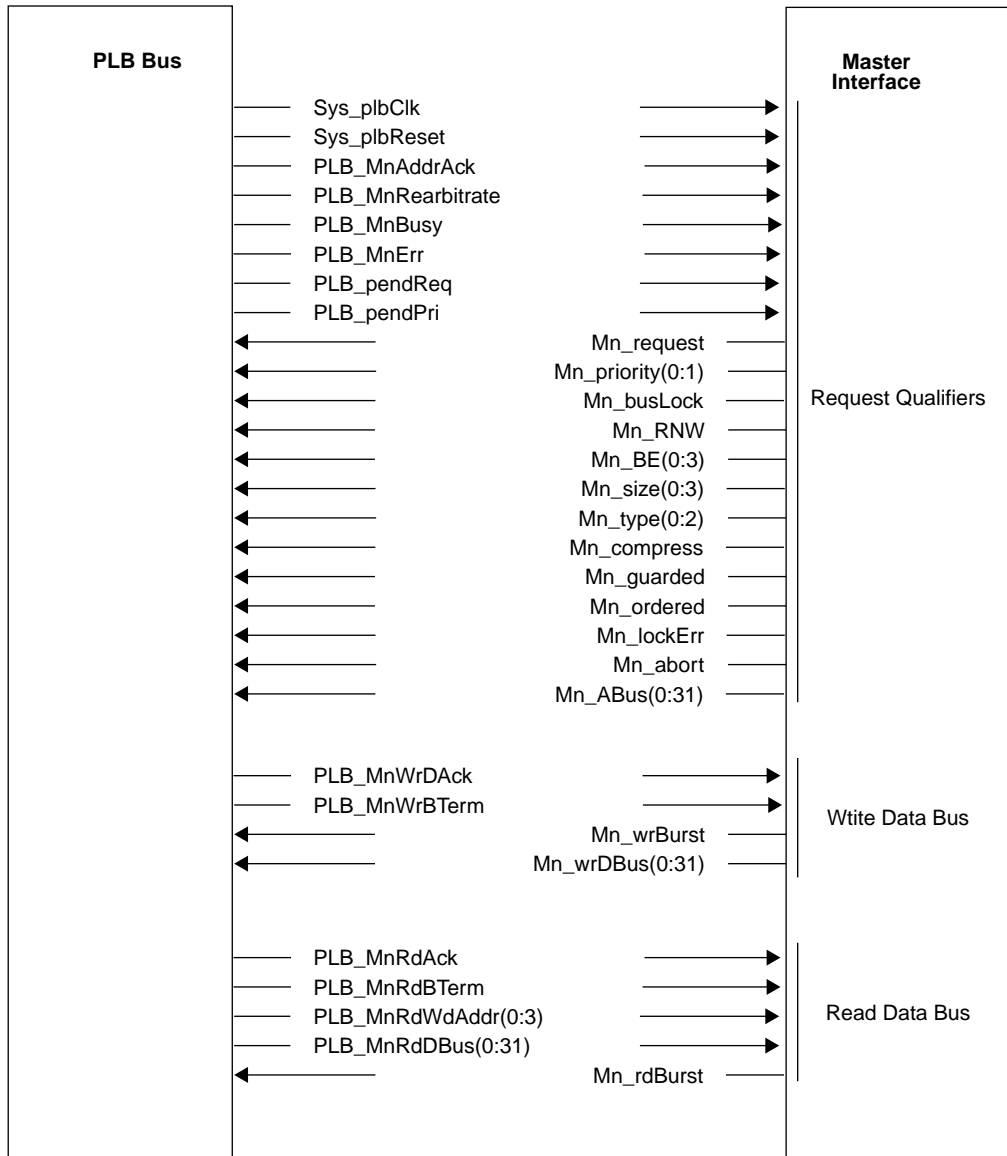 PLB Bus
Master
Interface
Sys_plbClk
Sys_plbReset
PLB_MnAddrAck
PLB_MnRearbitrate
PLB_MnBusy
PLB_MnErr
PLB_pendReq
PLB_pendPri
Mn_request
Mn_priority(0:1)
Mn_busLock
Request Qualifiers
Mn_RNW
Mn_BE(0:3)
Mn_size(0:3)
Mn_type(0:2)
Mn_compress
Mn_guarded
Mn_ordered
Mn_lockErr
Mn_abort
Mn_ABus(0:31)
PLB_MnWrDAck
PLB_MnWrBTerm
Wtite Data Bus
Mn_wrBurst
Mn_wrDBus(0:31)
PLB_MnRdAck
PLB_MnRdBTerm
PLB_MnRdWdAddr(0:3)
Read Data Bus
PLB_MnRdDBus(0:31)
Mn_rdBurst